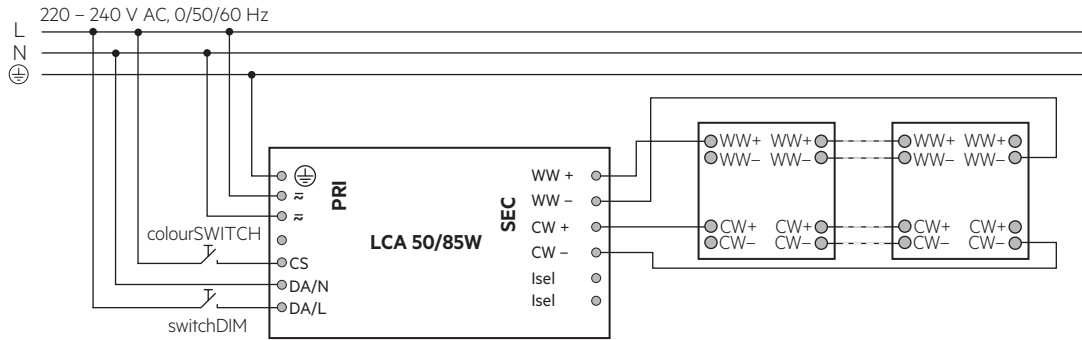 220 – 240 V AC, 0/50/60 Hz
L
N
PRI
SEC
LCA 50/85W
colourSWITCH
CS
DA/N
DA/L
switchDIM
WW +
WW –
CW +
CW –
Isel
Isel
WW+ WW+
WW– WW–
CW+ CW+
CW– CW–
WW+ WW+
WW– WW–
CW+ CW+
CW– CW–